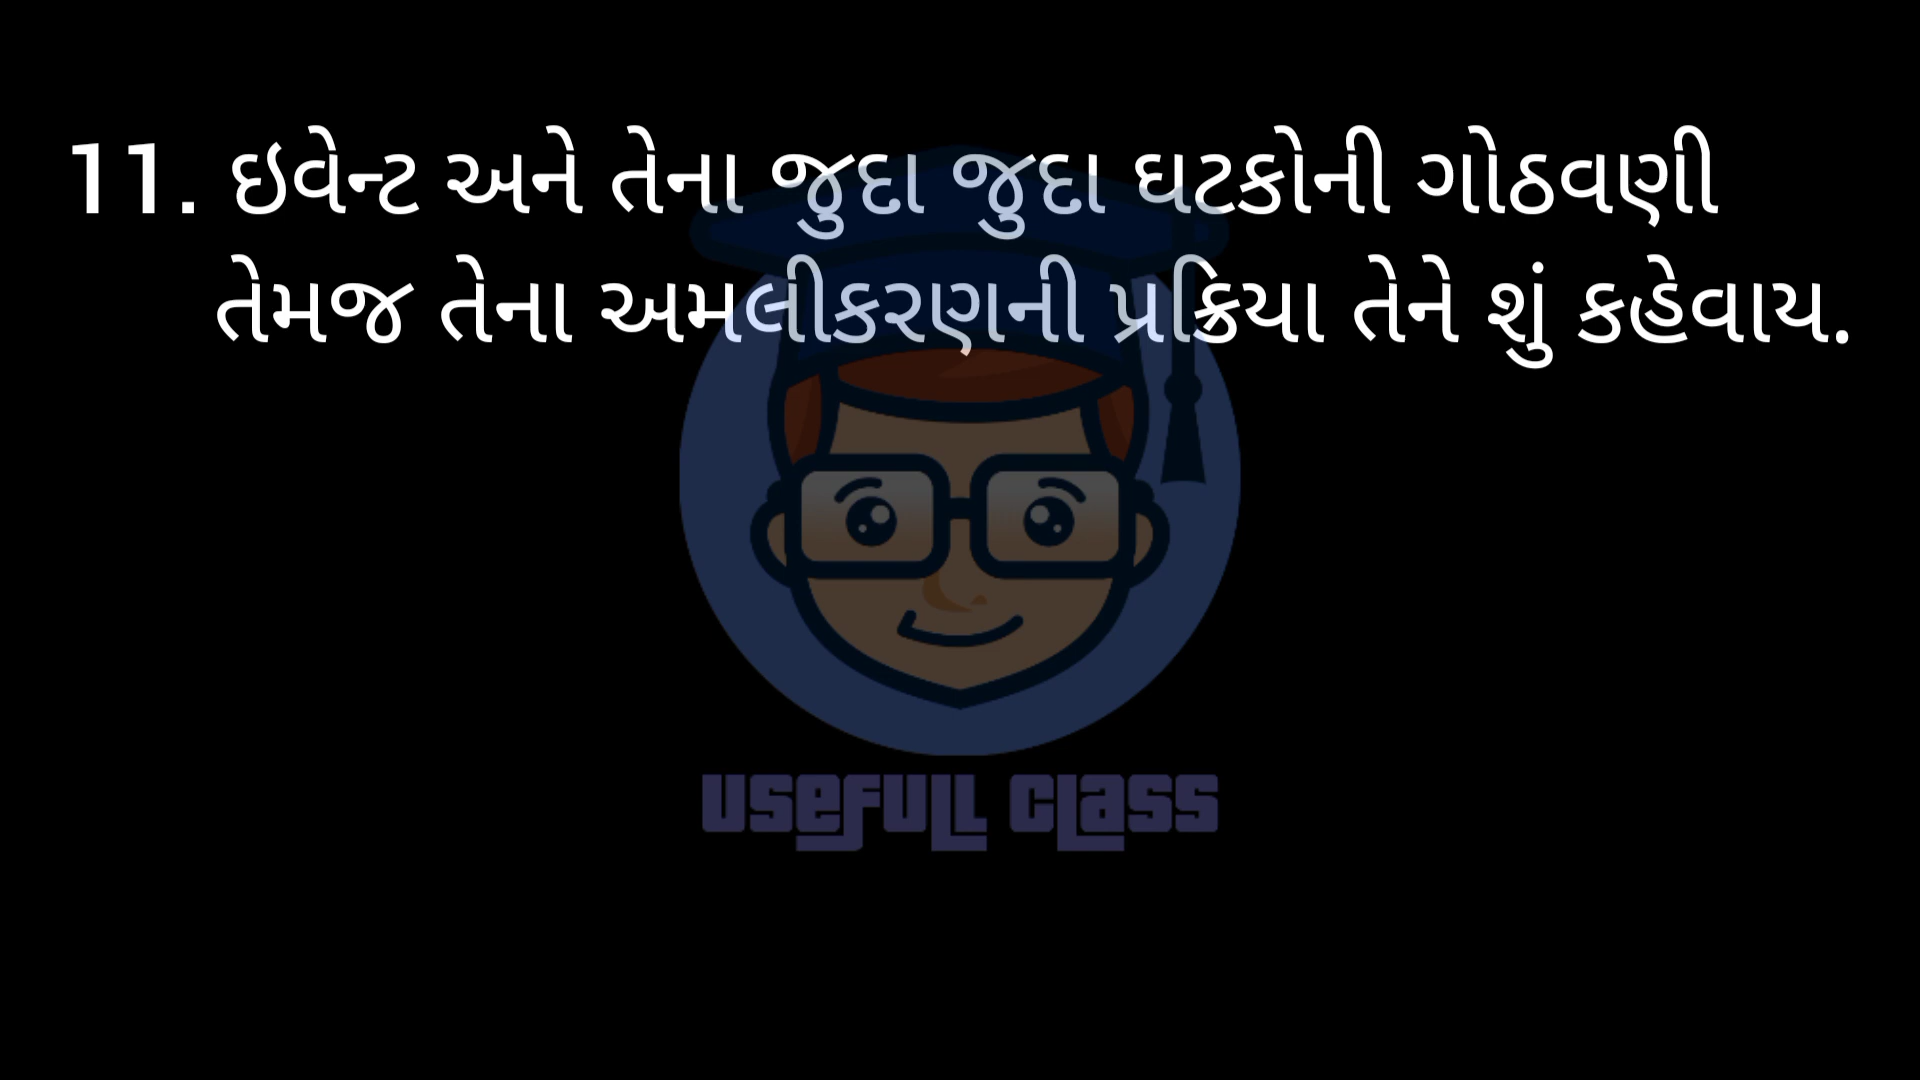 11. ઇવેન્ટ અને તેના જુદા જુદા ઘટકોની ગોઠવણી
તેમજ તેના અમલીકરણની પ્રક્રિયા તેને શું કહેવાય.
USEFULL CLASS